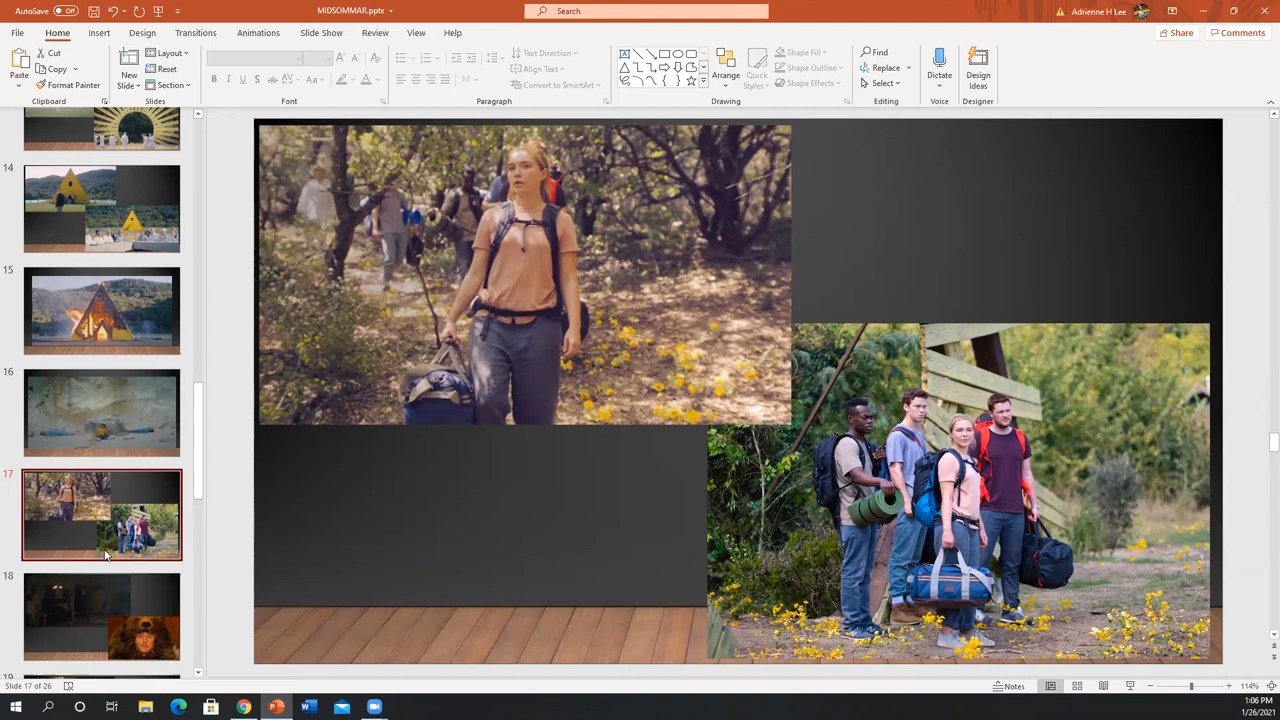 AutoSave Off
MIDSOMMAR.pptx
Search
Adrienne H Lee
File Home Insert Design Transitions Animations Slide Show Review View Help
Share Comments
Paste
Cut
Copy
Format Painter
Clipboard
New Slide
Layout
Reset
Section
Slides
B I U S ab AV Aa A
Font
Text Direction
Align Text
Convert to SmartArt
Paragraph
Arrange
Quick Styles
Shape Fill
Shape Outline
Shape Effects
Drawing
Find
Replace
Select
Editing
Dictate
Voice
Design Ideas
Designer
14
15
16
17
18
19
Slide 17 of 26
Notes
114%
1:06 PM
1/26/2021